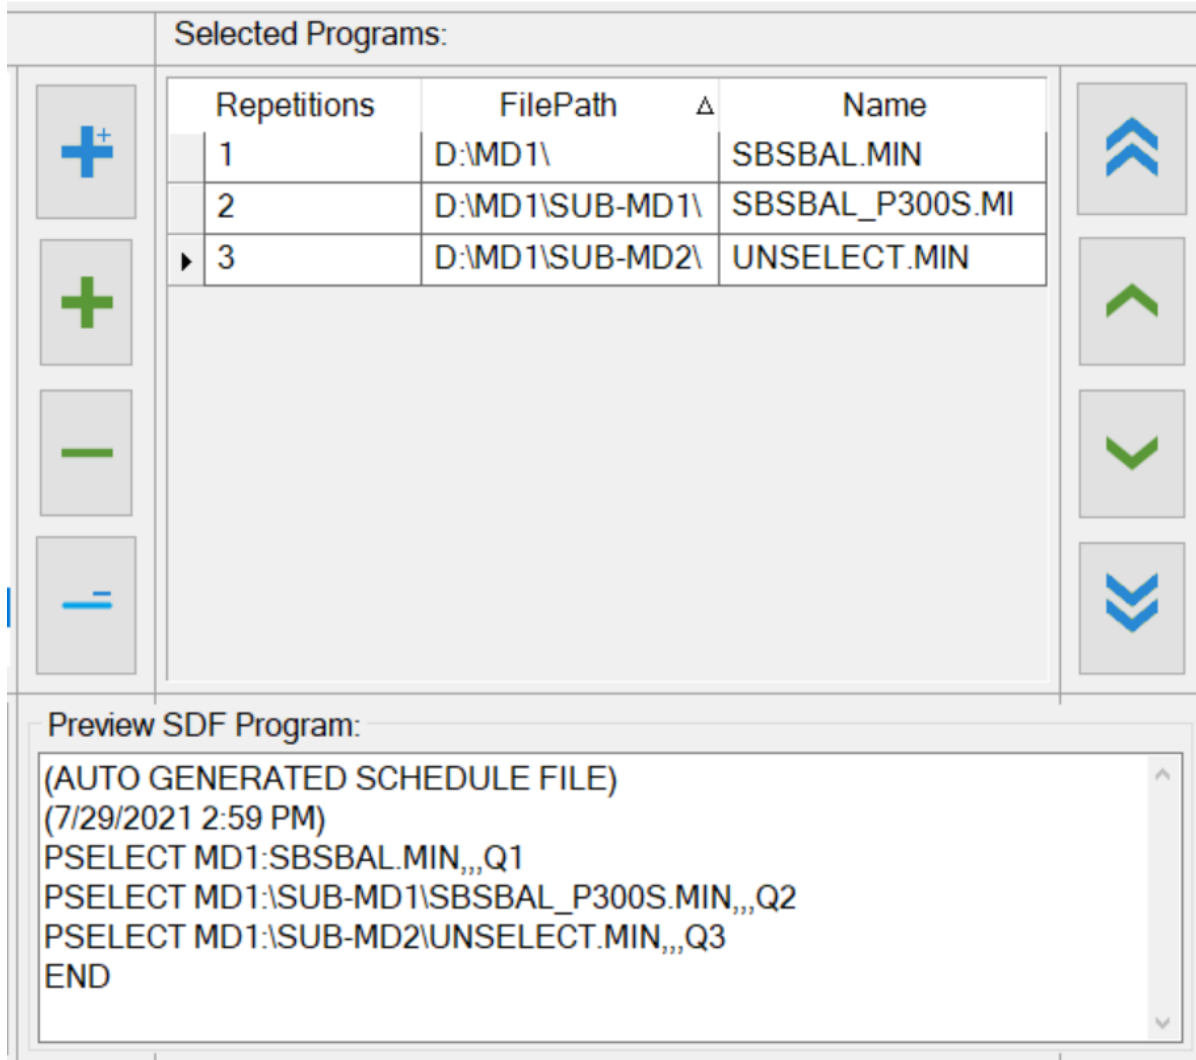 Selected Programs:
Repetitions FilePath Name
1 D:\MD1\ SBSBAL.MIN
2 D:\MD1\SUB-MD1\ SBSBAL_P300S.MI
3 D:\MD1\SUB-MD2\ UNSELECT.MIN
Preview SDF Program:
(AUTO GENERATED SCHEDULE FILE)
(7/29/2021 2:59 PM)
PSELECT MD1:SBSBAL.MIN,,,Q1
PSELECT MD1:\SUB-MD1\SBSBAL_P300S.MIN,,,Q2
PSELECT MD1:\SUB-MD2\UNSELECT.MIN,,,Q3
END